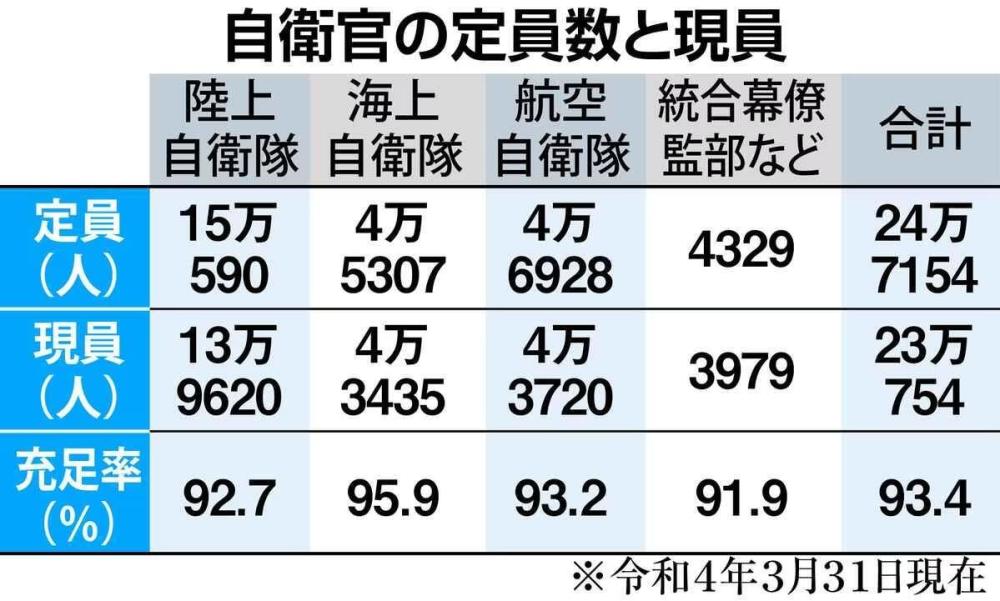 自衛官の定員数と現員
陸上
自衛隊
海上
自衛隊
航空
自衛隊
統合幕僚
監部など
合計
定員
(人)
15万
590
4万
5307
4万
6928
4329
24万
7154
現員
(人)
13万
9620
4万
3435
4万
3720
3979
23万
754
充足率
(%)
92.7
95.9
93.2
91.9
93.4
※令和4年3月31日現在